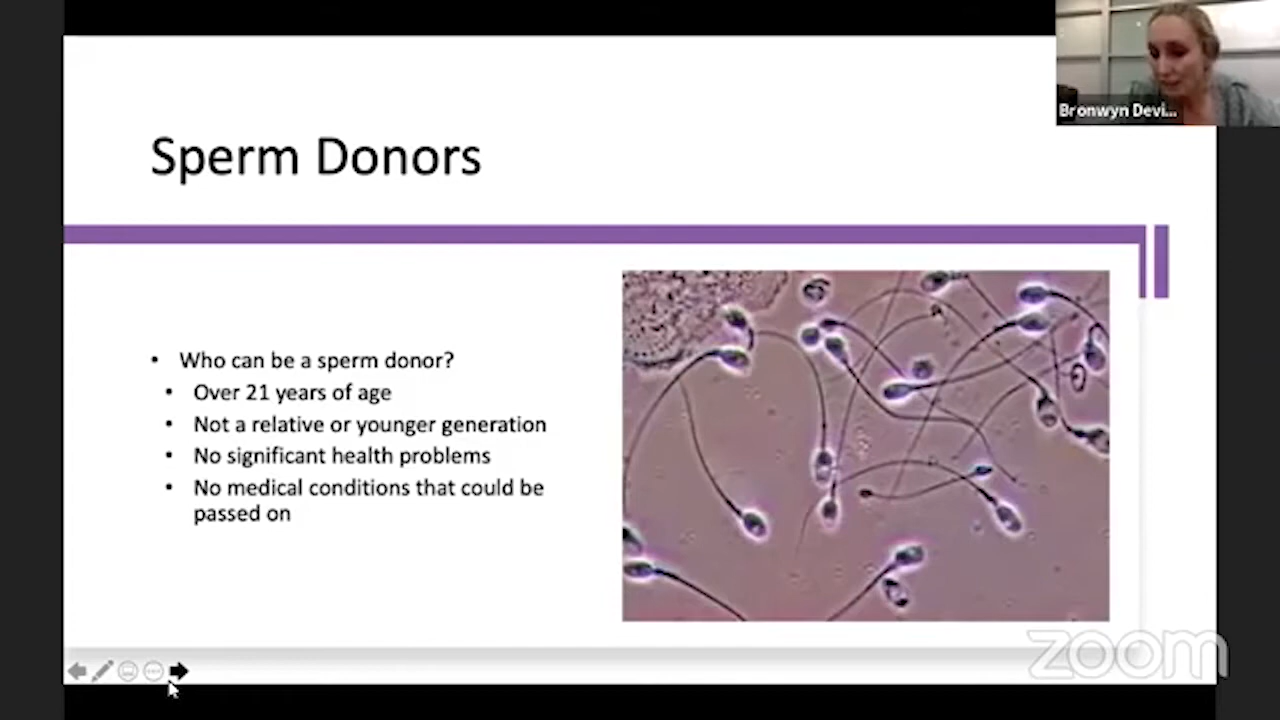 Bronwyn Devi...
Sperm Donors
• Who can be a sperm donor?
• Over 21 years of age
• Not a relative or younger generation
• No significant health problems
• No medical conditions that could be
passed on
zoom